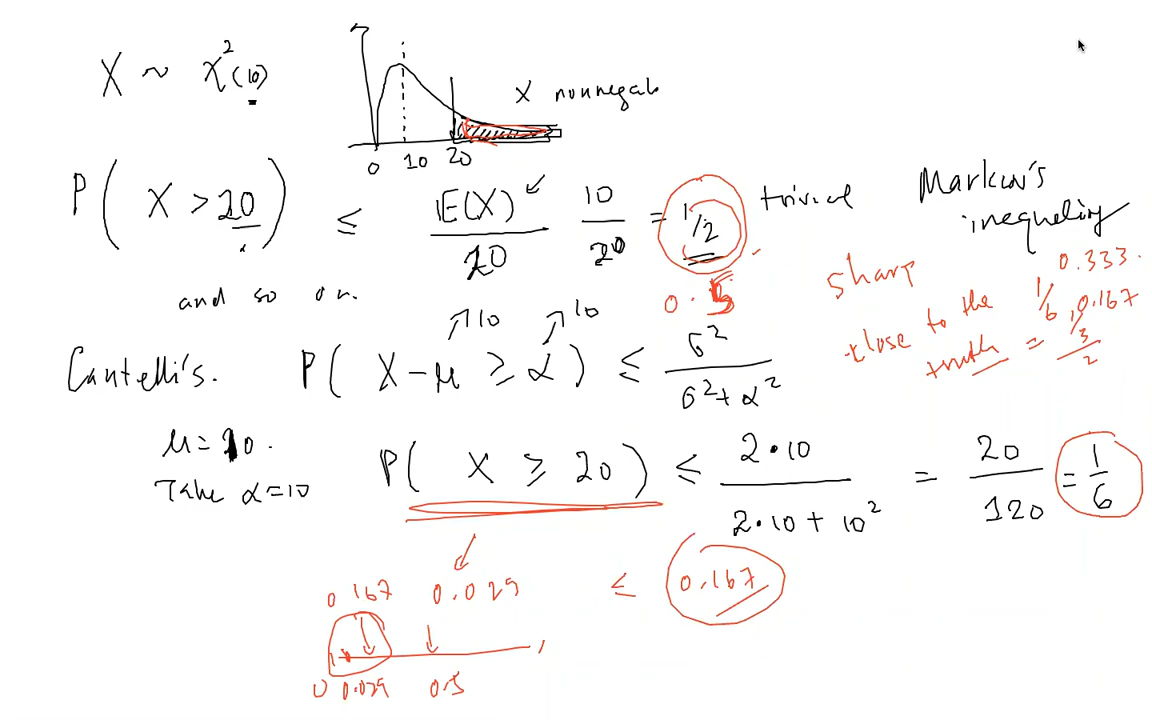 X ~ χ²(10)
X nonnegat
0 10 20
P( X > 20 ) ≤ E(X)/20 10/20 = 1/2 trivial Markov's
inequality
0.5 sharp 0.333
and so on.
close to the 1/6, 0.167
truth = 1/3 / 2
↗10 ↗10
Cantelli's. P( X-μ ≥ α ) ≤ σ²/(σ²+α²)
μ = 10.
Take α=10 P( X ≥ 20 ) ≤ 2·10/(2·10+10²) = 20/120 = 1/6
0.167 0.029 ≤ 0.167
0 0.029 0.5